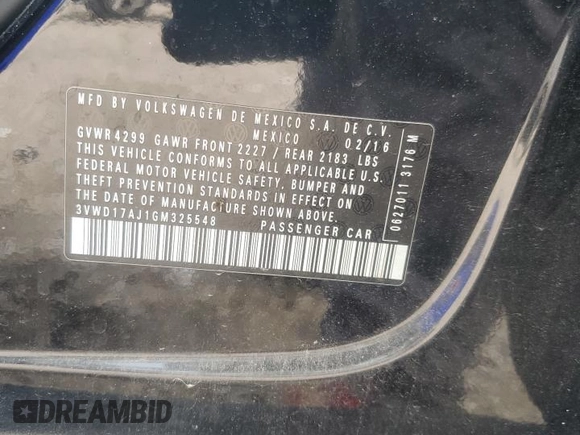 MFD BY VOLKSWAGEN DE MEXICO S.A. DE C.V.
MEXICO 02/16
GVWR 4299 GAWR FRONT 2227 / REAR 2183 LBS
THIS VEHICLE CONFORMS TO ALL APPLICABLE U.S.
FEDERAL MOTOR VEHICLE SAFETY, BUMPER AND
THEFT PREVENTION STANDARDS IN EFFECT ON
THE DATE OF MANUFACTURE SHOWN ABOVE.
3VWD17AJ1GM325548 PASSENGER CAR
0627011 3176 M
DREAMBID